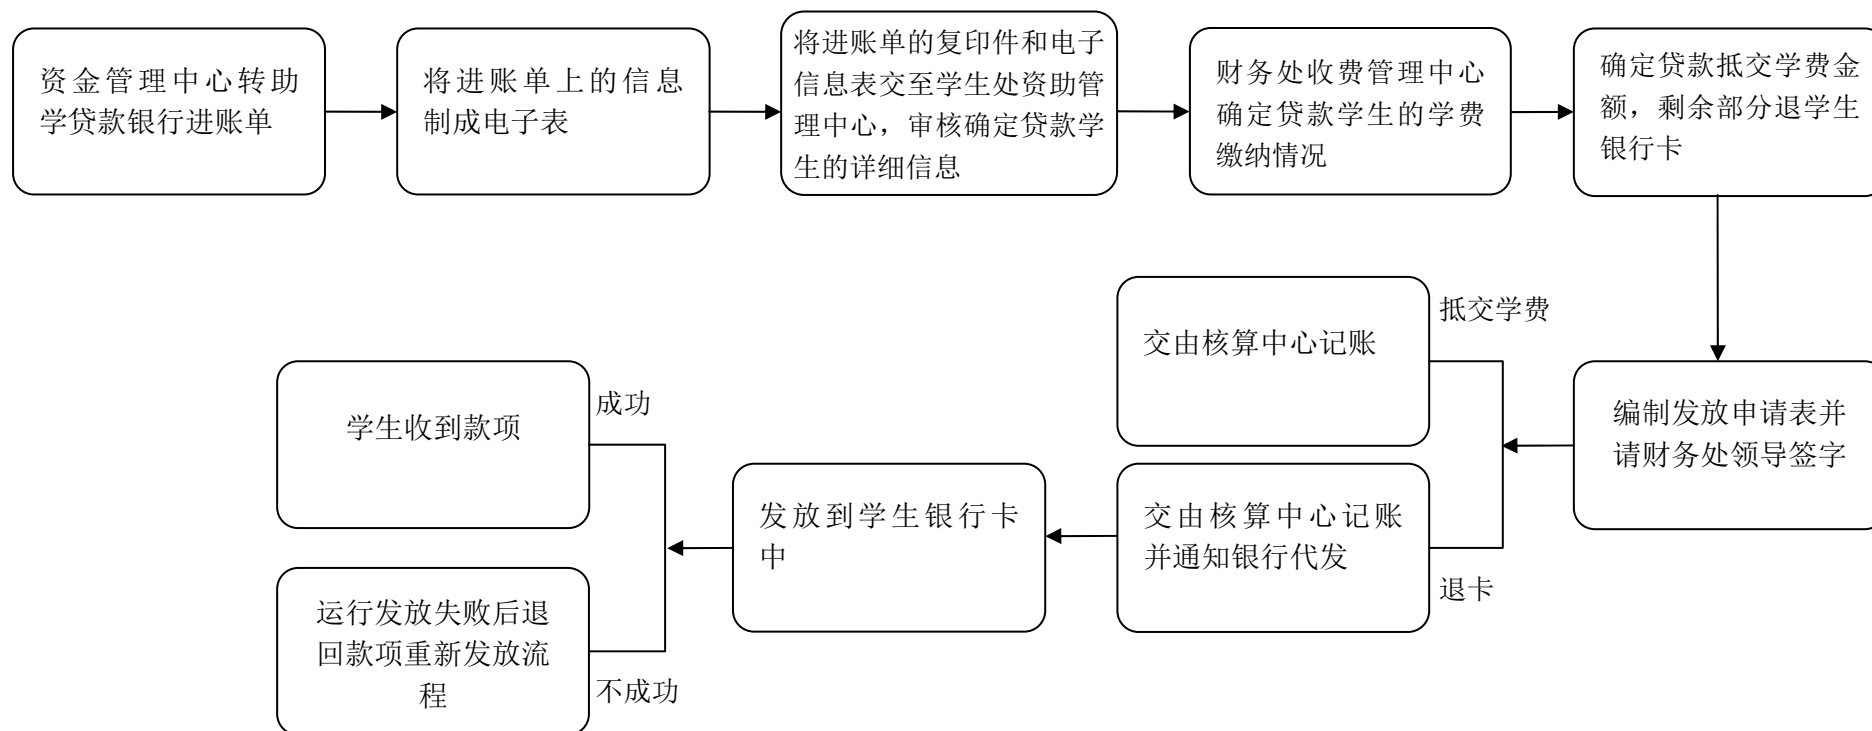 资金管理中心转助
学贷款银行进账单
将进账单上的信息
制成电子表
将进账单的复印件和电子
信息表交至学生处资助管
理中心，审核确定贷款学
生的详细信息
财务处收费管理中心
确定贷款学生的学费
缴纳情况
确定贷款抵交学费金
额，剩余部分退学生
银行卡
编制发放申请表并
请财务处领导签字
抵交学费
交由核算中心记账
交由核算中心记账
并通知银行代发
退卡
发放到学生银行卡
中
成功
学生收到款项
运行发放失败后退
回款项重新发放流
程
不成功